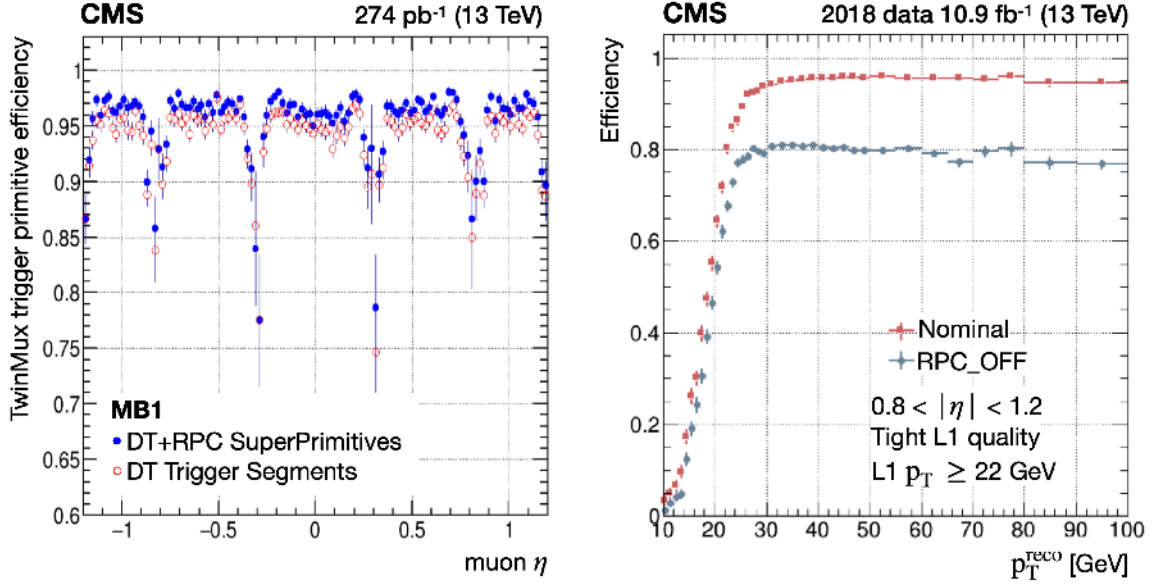 CMS 274 pb⁻¹ (13 TeV)
TwinMux trigger primitive efficiency
1
0.95
0.9
0.85
0.8
0.75
0.7
0.65
0.6
MB1
DT+RPC SuperPrimitives
DT Trigger Segments
−1 −0.5 0 0.5 1
muon η
CMS 2018 data 10.9 fb⁻¹ (13 TeV)
Efficiency
1
0.8
0.6
0.4
0.2
0
Nominal
RPC_OFF
0.8 < |η| < 1.2
Tight L1 quality
L1 p_T ≥ 22 GeV
10 20 30 40 50 60 70 80 90 100
p_T^reco [GeV]